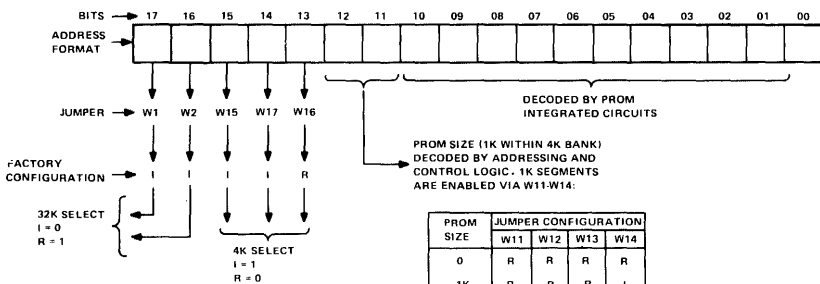 BITS 17 16 15 14 13 12 11 10 09 08 07 06 05 04 03 02 01 00
ADDRESS
FORMAT
JUMPER W1 W2 W15 W17 W16
DECODED BY PROM
INTEGRATED CIRCUITS
FACTORY
CONFIGURATION I I I I R
PROM SIZE (1K WITHIN 4K BANK)
DECODED BY ADDRESSING AND
CONTROL LOGIC. 1K SEGMENTS
ARE ENABLED VIA W11-W14:
32K SELECT
I = 0
R = 1
4K SELECT
I = 1
R = 0
PROM
SIZE
JUMPER CONFIGURATION
W11 W12 W13 W14
0 R R R R
1K R R R I